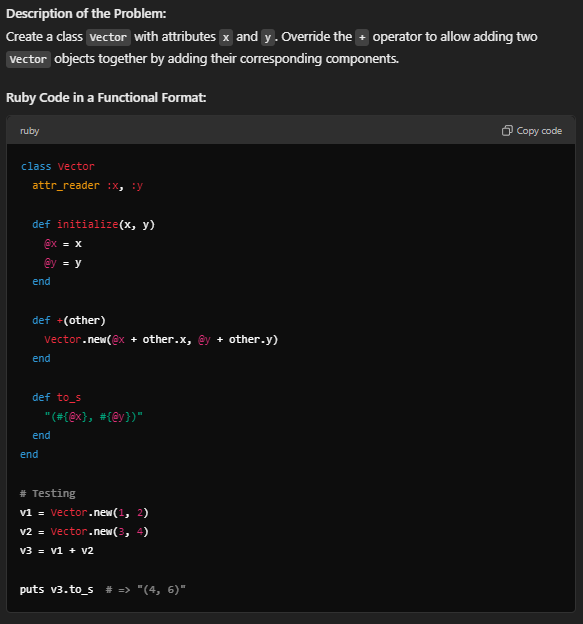 Description of the Problem:
Create a class Vector with attributes x and y. Override the + operator to allow adding two
Vector objects together by adding their corresponding components.
Ruby Code in a Functional Format:
ruby
Copy code
class Vector
  attr_reader :x, :y

  def initialize(x, y)
    @x = x
    @y = y
  end

  def +(other)
    Vector.new(@x + other.x, @y + other.y)
  end

  def to_s
    "(#{@x}, #{@y})"
  end
end

# Testing
v1 = Vector.new(1, 2)
v2 = Vector.new(3, 4)
v3 = v1 + v2

puts v3.to_s  # => "(4, 6)"